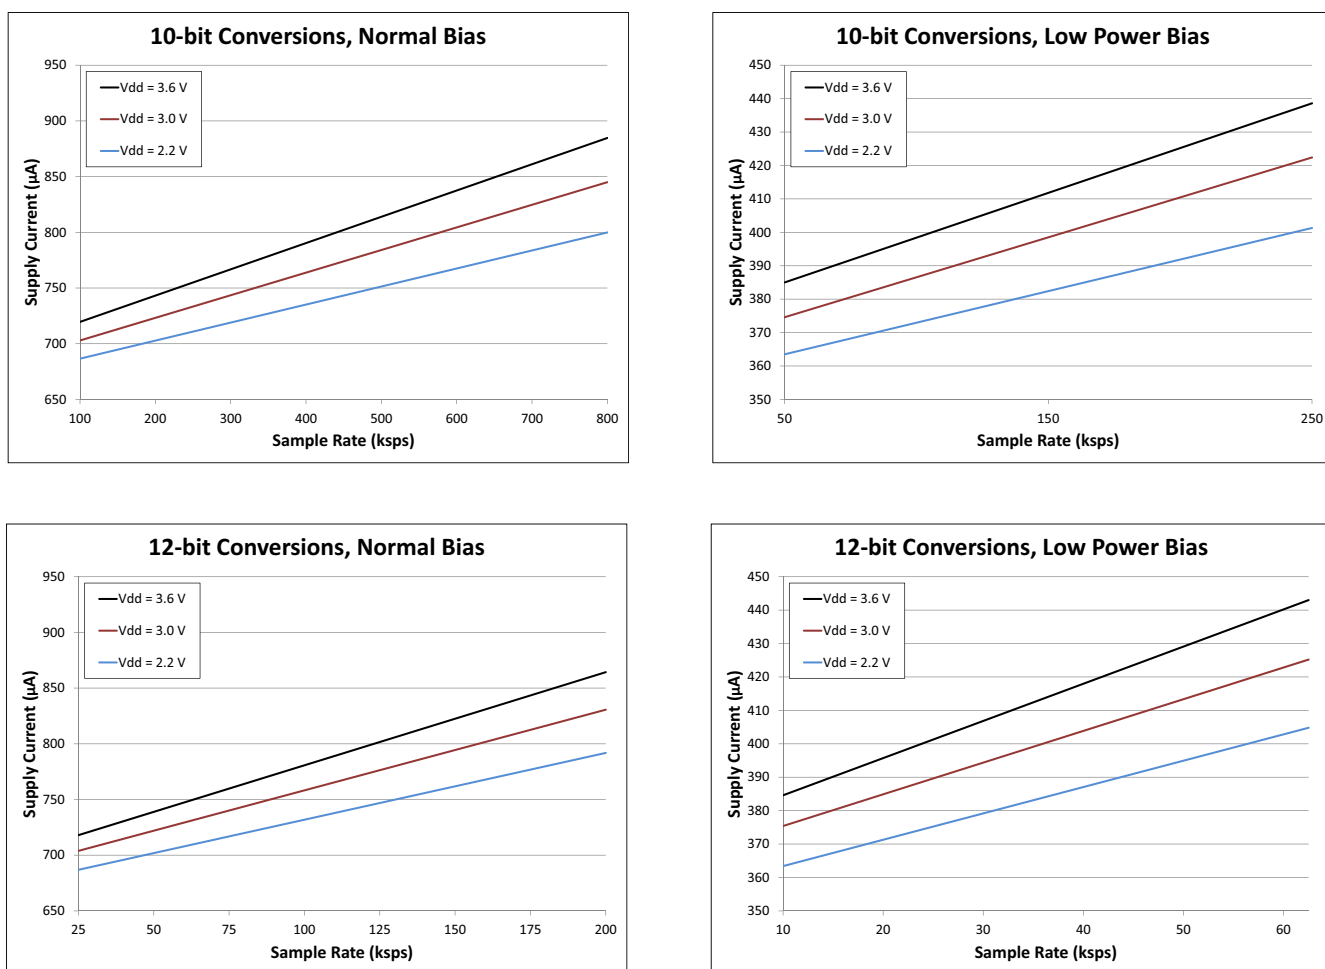 10-bit Conversions, Normal Bias
950
900
850
800
750
700
650
Supply Current (µA)
Vdd = 3.6 V
Vdd = 3.0 V
Vdd = 2.2 V
100 200 300 400 500 600 700 800
Sample Rate (ksps)
10-bit Conversions, Low Power Bias
450
440
430
420
410
400
390
380
370
360
350
Supply Current (µA)
Vdd = 3.6 V
Vdd = 3.0 V
Vdd = 2.2 V
50 150 250
Sample Rate (ksps)
12-bit Conversions, Normal Bias
950
900
850
800
750
700
650
Supply Current (µA)
Vdd = 3.6 V
Vdd = 3.0 V
Vdd = 2.2 V
25 50 75 100 125 150 175 200
Sample Rate (ksps)
12-bit Conversions, Low Power Bias
450
440
430
420
410
400
390
380
370
360
350
Supply Current (µA)
Vdd = 3.6 V
Vdd = 3.0 V
Vdd = 2.2 V
10 20 30 40 50 60
Sample Rate (ksps)